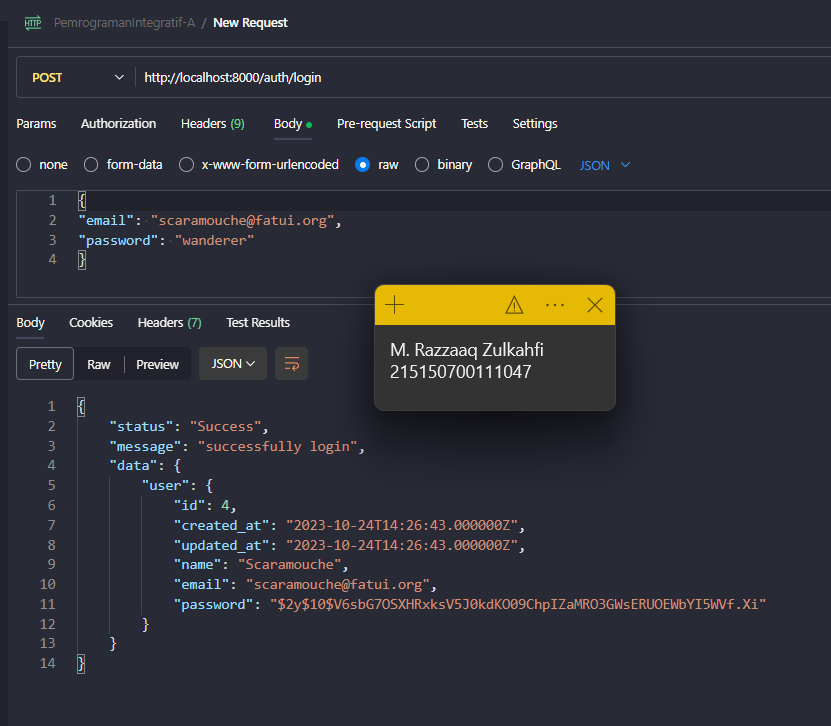 HTTP PemrogramanIntegratif-A / New Request
POST http://localhost:8000/auth/login
Params Authorization Headers (9) Body Pre-request Script Tests Settings
none form-data x-www-form-urlencoded raw binary GraphQL JSON
1 {
2 "email": "scaramouche@fatui.org",
3 "password": "wanderer"
4 }
M. Razzaaq Zulkahfi
215150700111047
Body Cookies Headers (7) Test Results
Pretty Raw Preview JSON
1 {
2 "status": "Success",
3 "message": "successfully login",
4 "data": {
5 "user": {
6 "id": 4,
7 "created_at": "2023-10-24T14:26:43.000000Z",
8 "updated_at": "2023-10-24T14:26:43.000000Z",
9 "name": "Scaramouche",
10 "email": "scaramouche@fatui.org",
11 "password": "$2y$10$V6sbG7OSXHRxksV5J0kdKO09ChpIZaMRO3GWsERUOEWbYI5WVf.Xi"
12 }
13 }
14 }